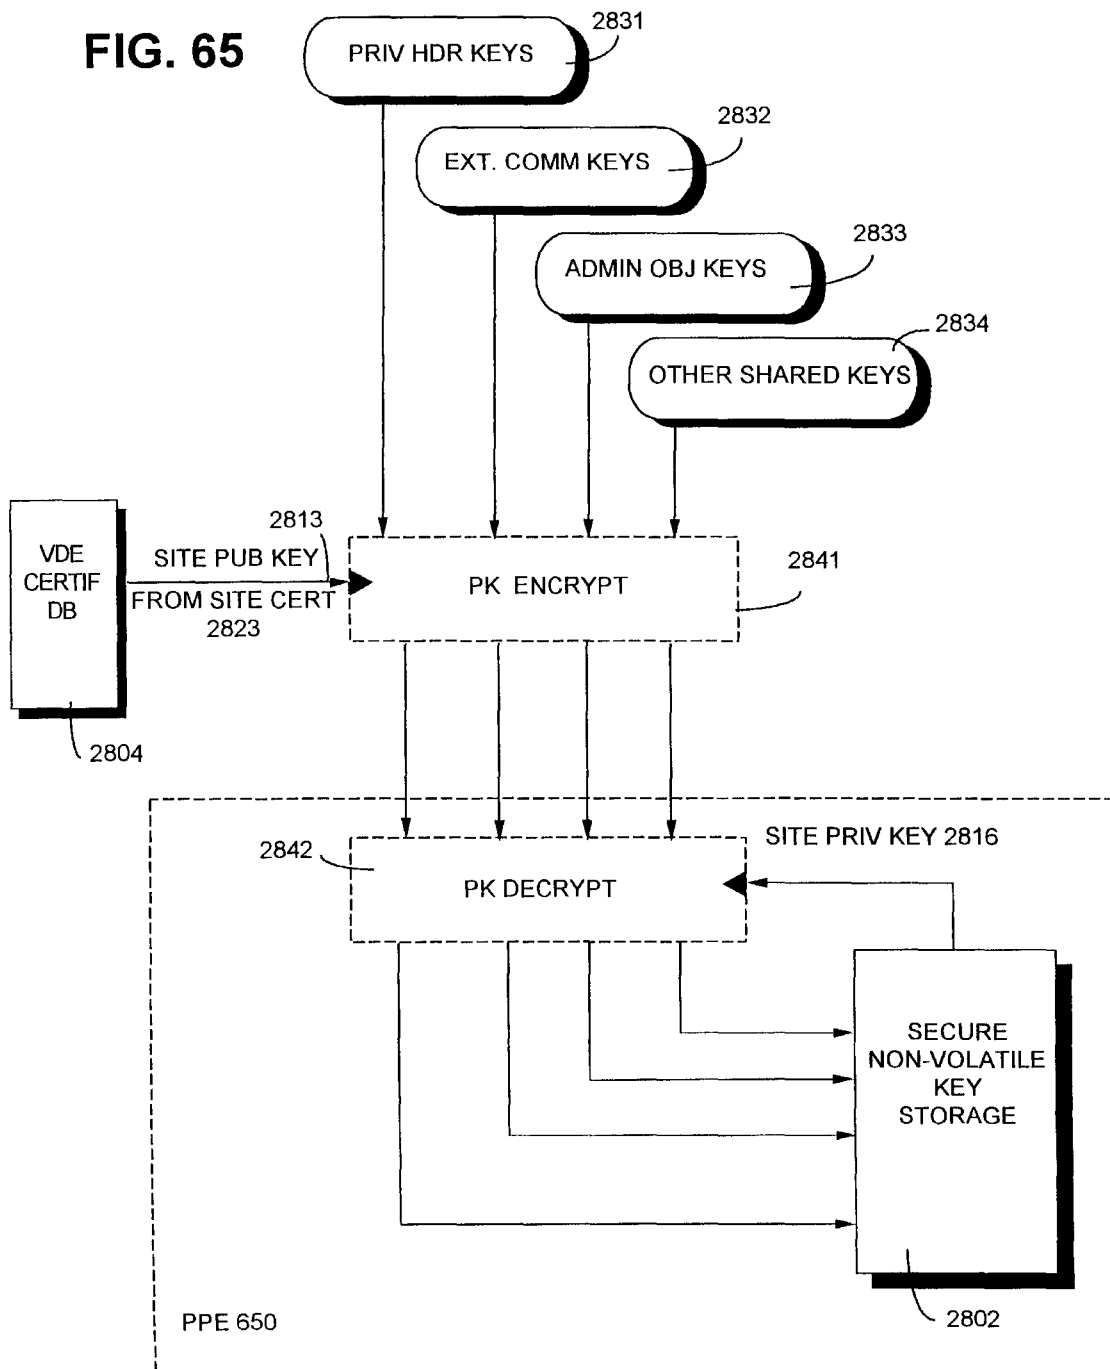 FIG. 65
PRIV HDR KEYS
2831
EXT. COMM KEYS
2832
ADMIN OBJ KEYS
2833
OTHER SHARED KEYS
2834
VDE
CERTIF
DB
2804
2813
SITE PUB KEY
FROM SITE CERT
2823
PK ENCRYPT
2841
2842
PK DECRYPT
SITE PRIV KEY 2816
SECURE
NON-VOLATILE
KEY
STORAGE
2802
PPE 650